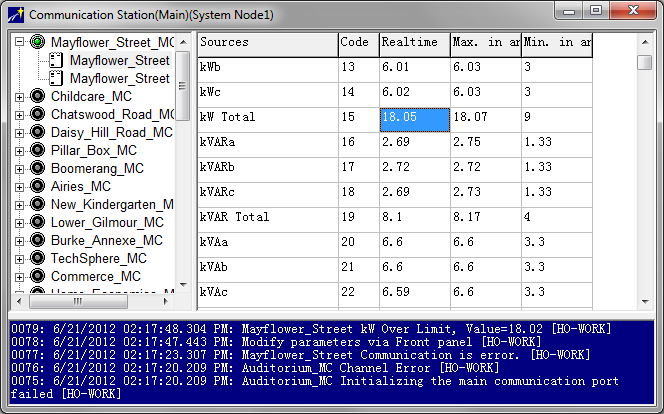 Communication Station(Main)(System Node1)
Mayflower_Street_MC
Mayflower_Street
Mayflower_Street
Childcare_MC
Chatswood_Road_MC
Daisy_Hill_Road_MC
Pillar_Box_MC
Boomerang_MC
Airies_MC
New_Kindergarten_MC
Lower_Gilmour_MC
Burke_Annexe_MC
TechSphere_MC
Commerce_MC
Home_Economics_MC
Sources Code Realtime Max. in an Min. in an
kWb 13 6.01 6.03 3
kWc 14 6.02 6.03 3
kW Total 15 18.05 18.07 9
kVARa 16 2.69 2.75 1.33
kVARb 17 2.72 2.72 1.33
kVARc 18 2.69 2.73 1.33
kVAR Total 19 8.1 8.17 4
kVAa 20 6.6 6.6 3.3
kVAb 21 6.6 6.6 3.3
kVAc 22 6.59 6.6 3.3
0079: 6/21/2012 02:17:48.304 PM: Mayflower_Street kW Over Limit, Value=18.02 [HO-WORK]
0078: 6/21/2012 02:17:47.443 PM: Modify parameters via Front panel [HO-WORK]
0077: 6/21/2012 02:17:23.307 PM: Mayflower_Street Communication is error. [HO-WORK]
0076: 6/21/2012 02:17:20.209 PM: Auditorium_MC Channel Error [HO-WORK]
0075: 6/21/2012 02:17:20.209 PM: Auditorium_MC Initializing the main communication port
failed [HO-WORK]